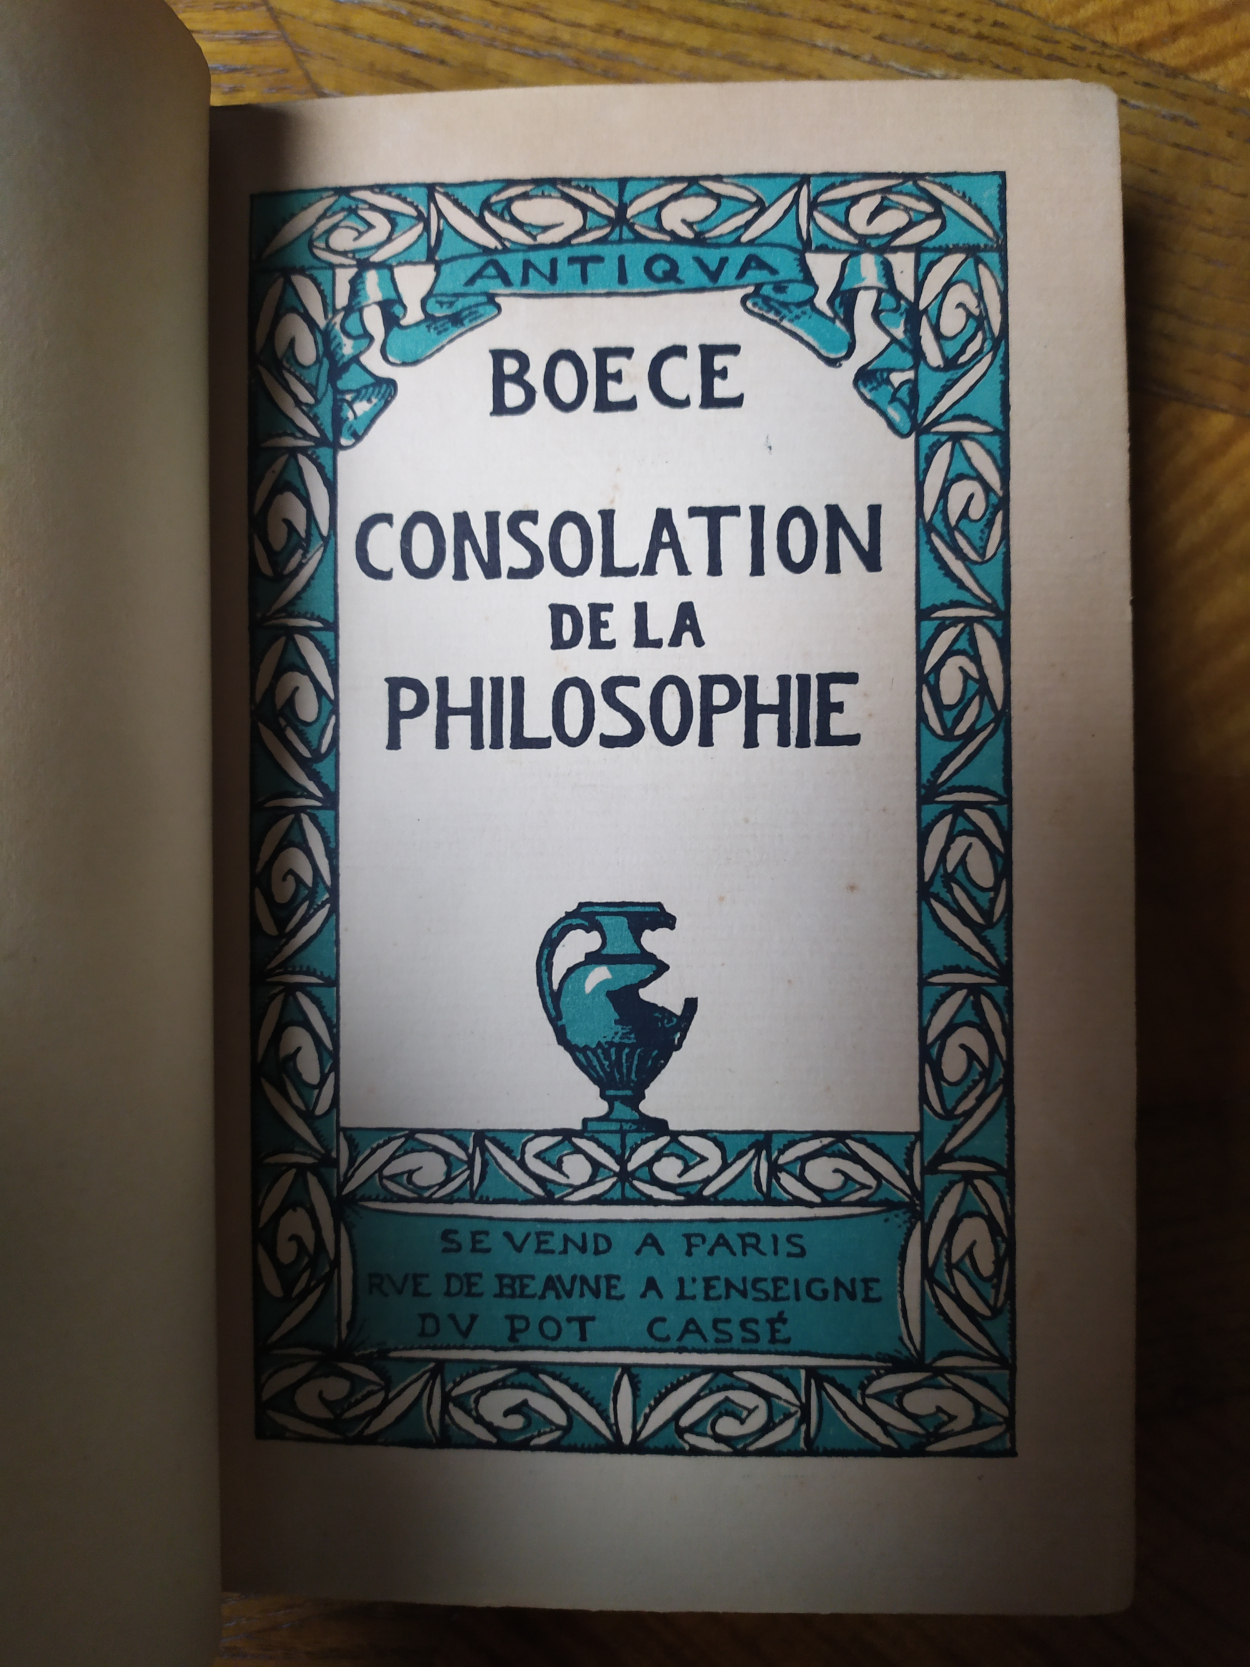 ANTIQVA
BOECE
CONSOLATION
DE LA
PHILOSOPHIE
SE VEND A PARIS
RVE DE BEAVNE A L'ENSEIGNE
DV POT CASSÉ